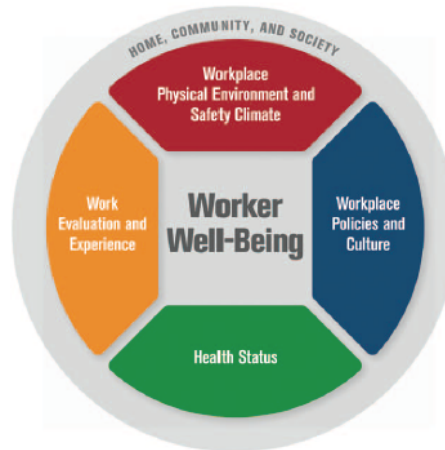 HOME, COMMUNITY, AND SOCIETY
Workplace
Physical Environment and
Safety Climate
Work
Evaluation and
Experience
Worker
Well-Being
Workplace
Policies and
Culture
Health Status